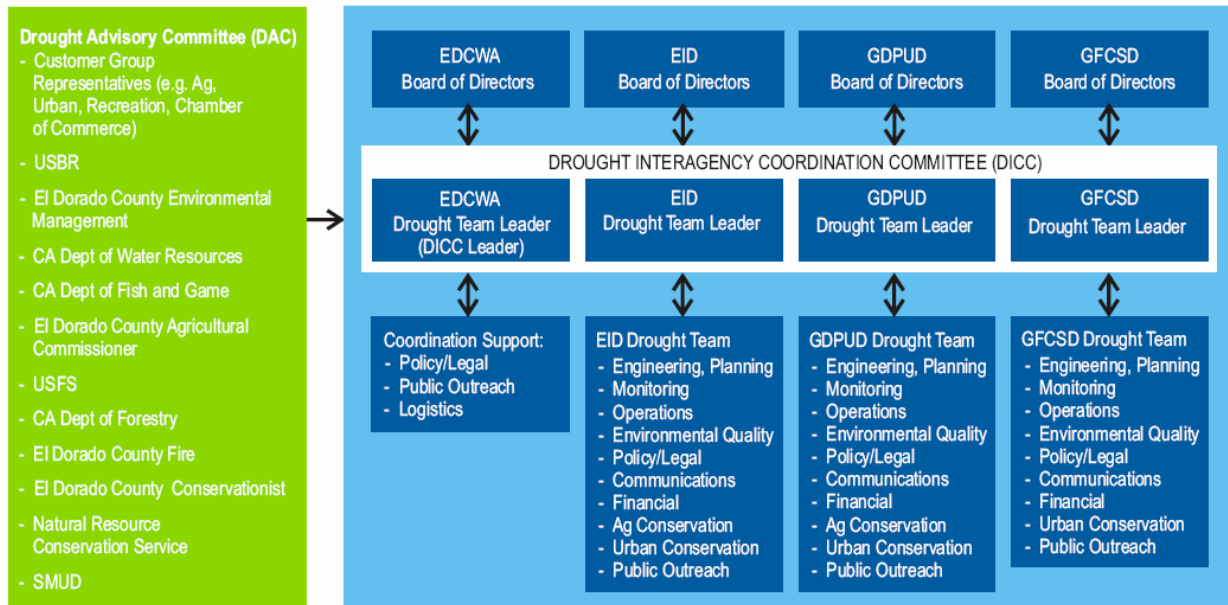 Drought Advisory Committee (DAC)
- Customer Group
Representatives (e.g. Ag,
Urban, Recreation, Chamber
of Commerce)
- USBR
- El Dorado County Environmental
Management
- CA Dept of Water Resources
- CA Dept of Fish and Game
- El Dorado County Agricultural
Commissioner
- USFS
- CA Dept of Forestry
- El Dorado County Fire
- El Dorado County Conservationist
- Natural Resource
Conservation Service
- SMUD
EDCWA
Board of Directors
EID
Board of Directors
GDPUD
Board of Directors
GFCSD
Board of Directors
DROUGHT INTERAGENCY COORDINATION COMMITTEE (DICC)
EDCWA
Drought Team Leader
(DICC Leader)
EID
Drought Team Leader
GDPUD
Drought Team Leader
GFCSD
Drought Team Leader
Coordination Support:
- Policy/Legal
- Public Outreach
- Logistics
EID Drought Team
- Engineering, Planning
- Monitoring
- Operations
- Environmental Quality
- Policy/Legal
- Communications
- Financial
- Ag Conservation
- Urban Conservation
- Public Outreach
GDPUD Drought Team
- Engineering, Planning
- Monitoring
- Operations
- Environmental Quality
- Policy/Legal
- Communications
- Financial
- Ag Conservation
- Urban Conservation
- Public Outreach
GFCSD Drought Team
- Engineering, Planning
- Monitoring
- Operations
- Environmental Quality
- Policy/Legal
- Communications
- Financial
- Urban Conservation
- Public Outreach